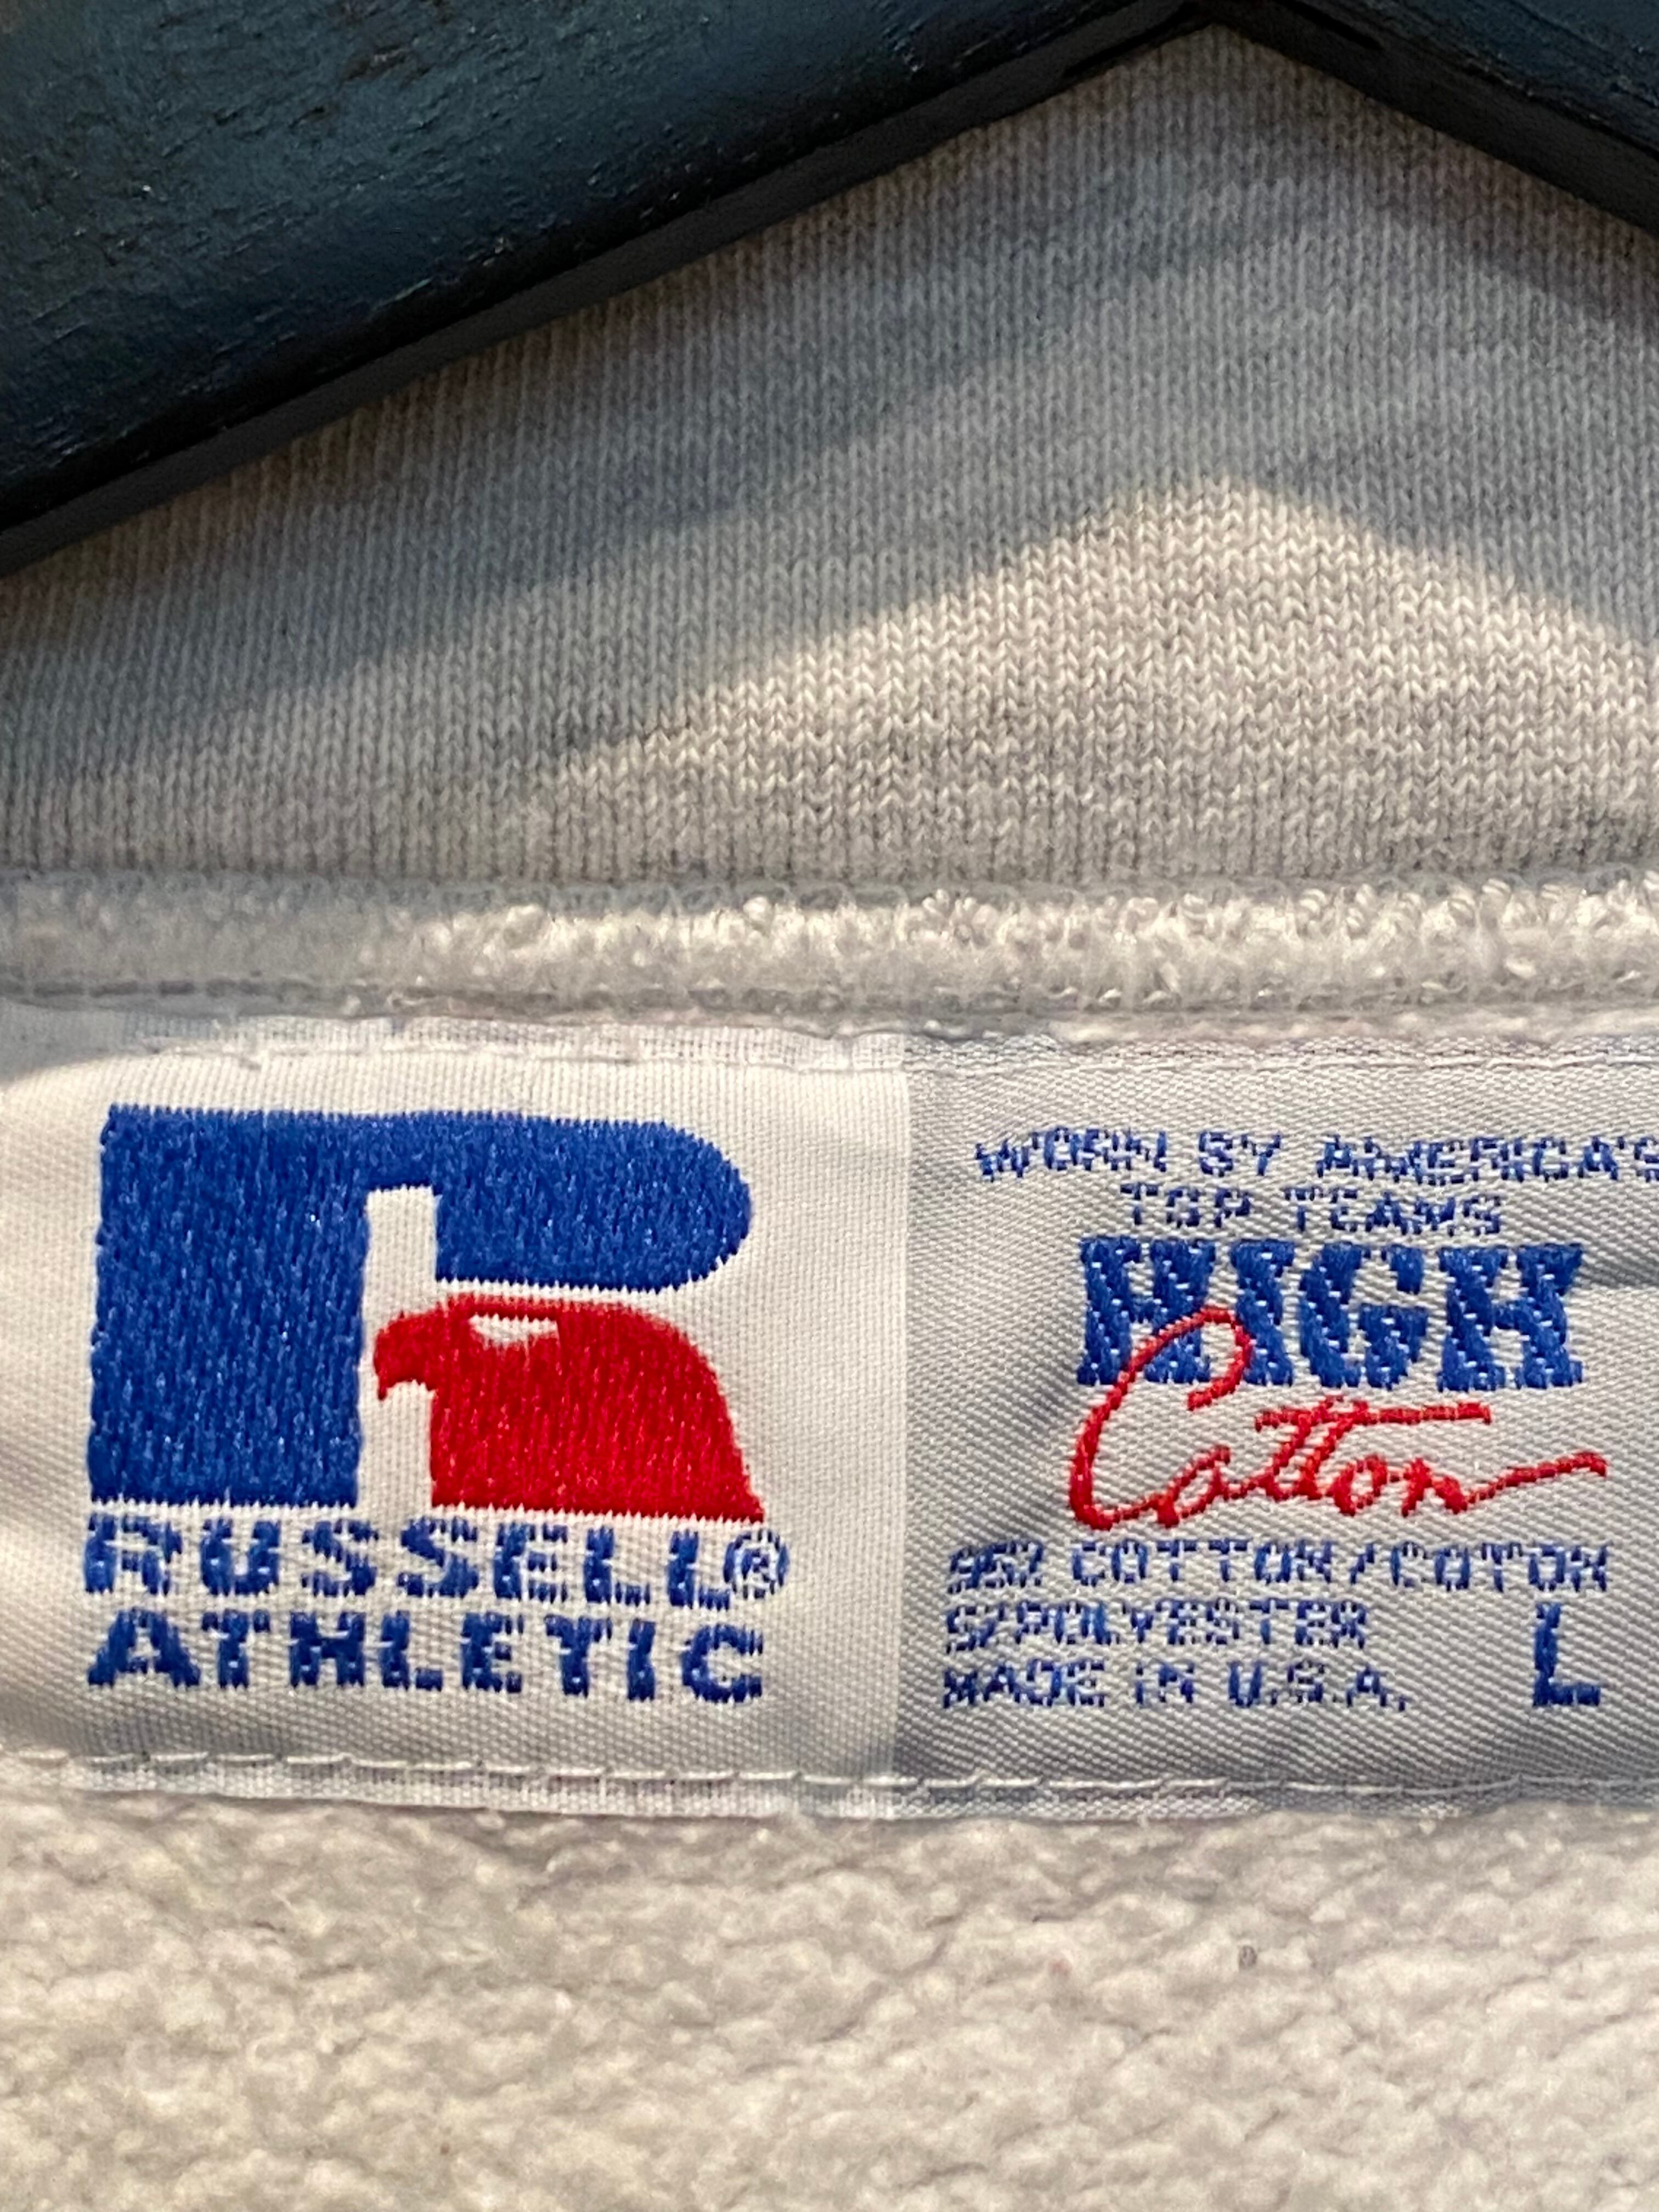 RUSSELL®
ATHLETIC
WORN BY AMERICA'S
TOP TEAMS
HIGH
Cotton
95% COTTON/COTON
5%POLYESTER
MADE IN U.S.A.
L